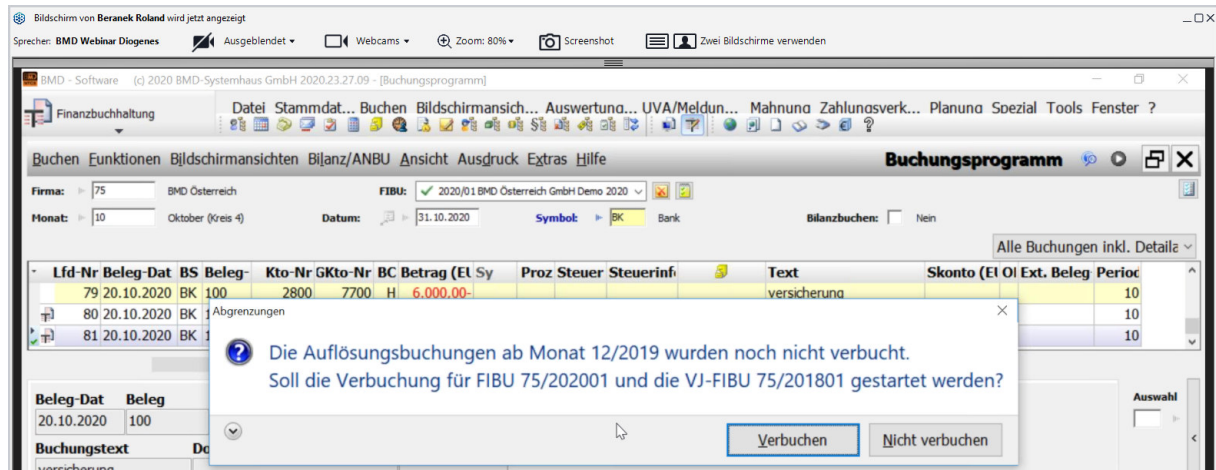 Bildschirm von Beranek Roland wird jetzt angezeigt
Sprecher: BMD Webinar Diogenes Ausgeblendet Webcams Zoom: 80% Screenshot Zwei Bildschirme verwenden
BMD - Software (c) 2020 BMD-Systemhaus GmbH 2020.23.27.09 - [Buchungsprogramm]
Finanzbuchhaltung
Datei Stammdat... Buchen Bildschirmansich... Auswertung... UVA/Meldun... Mahnung Zahlungsverk... Planung Spezial Tools Fenster ?
Buchen Funktionen Bildschirmansichten Bilanz/ANBU Ansicht Ausdruck Extras Hilfe Buchungsprogramm
Firma: 75 BMD Österreich FIBU: 2020/01 BMD Österreich GmbH Demo 2020
Monat: 10 Oktober (Kreis 4) Datum: 31.10.2020 Symbol: BK Bank Bilanzbuchen: Nein
Alle Buchungen inkl. Detaila
Lfd-Nr Beleg-Dat BS Beleg- Kto-Nr GKto-Nr BC Betrag (EU Sy Proz Steuer Steuerinf Text Skonto (EU OI Ext. Beleg Period
79 20.10.2020 BK 100 2800 7700 H 6.000,00- versicherung 10
80 20.10.2020 BK 1 10
81 20.10.2020 BK 1 10
Abgrenzungen
Die Auflösungsbuchungen ab Monat 12/2019 wurden noch nicht verbucht.
Soll die Verbuchung für FIBU 75/202001 und die VJ-FIBU 75/201801 gestartet werden?
Verbuchen Nicht verbuchen
Beleg-Dat Beleg Auswahl
20.10.2020 100
Buchungstext Do
versicherung